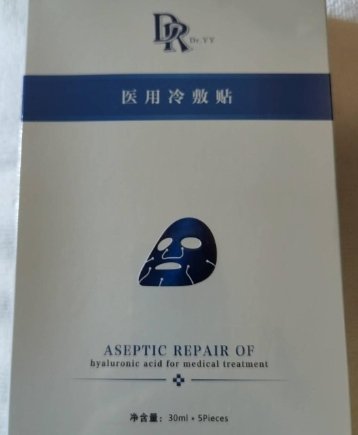 DR Dr.YY
医用冷敷贴
ASEPTIC REPAIR OF
hyaluronic acid for medical treatment
净含量：30ml • 5Pieces